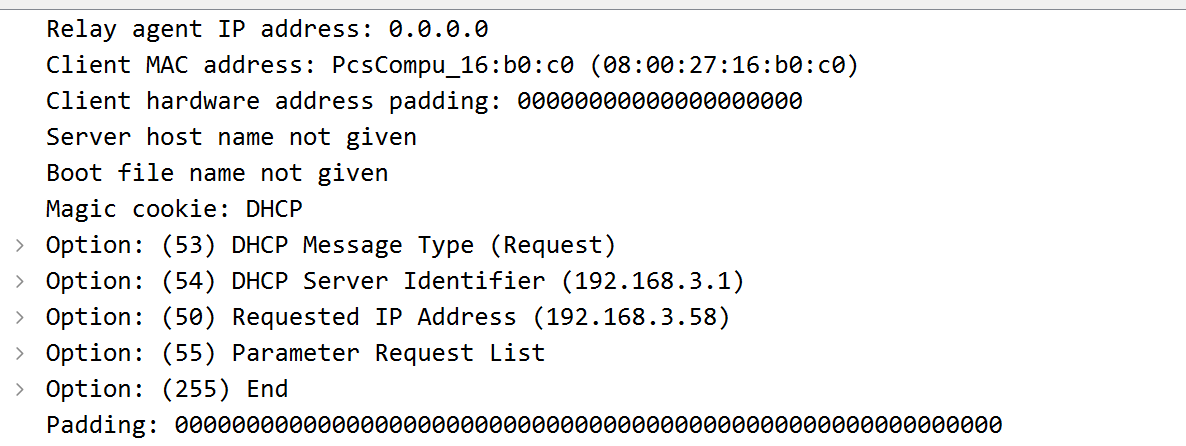 Relay agent IP address: 0.0.0.0
Client MAC address: PcsCompu_16:b0:c0 (08:00:27:16:b0:c0)
Client hardware address padding: 00000000000000000000
Server host name not given
Boot file name not given
Magic cookie: DHCP
Option: (53) DHCP Message Type (Request)
Option: (54) DHCP Server Identifier (192.168.3.1)
Option: (50) Requested IP Address (192.168.3.58)
Option: (55) Parameter Request List
Option: (255) End
Padding: 0000000000000000000000000000000000000000000000000000000000